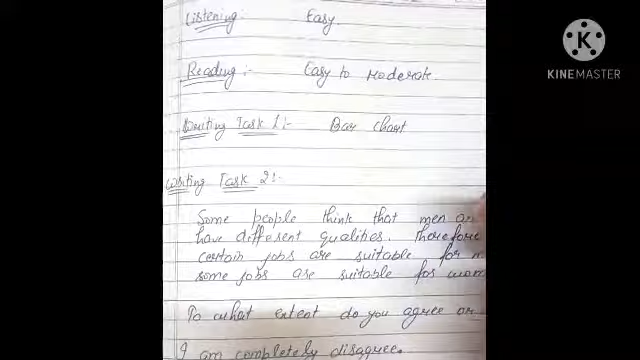 Listening:- Easy.
Reading:- Easy to Moderate.
Writing Task 1:- Bar Chart
Writing Task 2:-
Some people think that men
have different qualities. Therefore
certain jobs are suitable for
some jobs are suitable for
To what extent do you agree or
I am completely disagree.
K
KINEMASTER